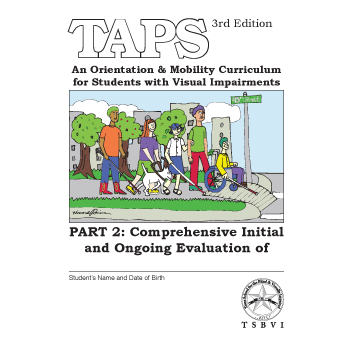 TAPS
3rd Edition
An Orientation & Mobility Curriculum
for Students with Visual Impairments
PART 2: Comprehensive Initial
and Ongoing Evaluation of
Student's Name and Date of Birth
TSBVI